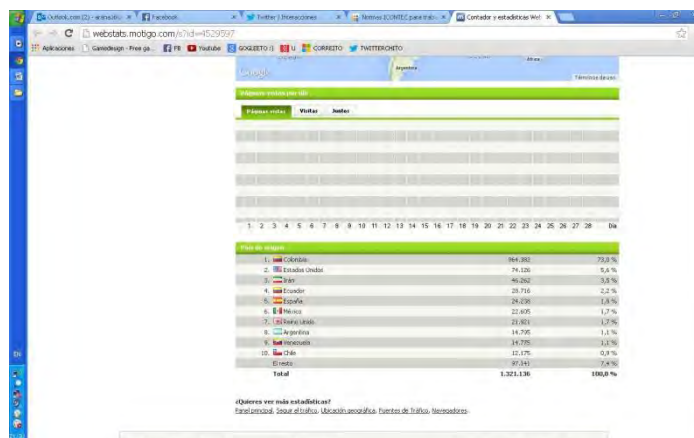 Outlook.com (2) - animalitu
Facebook
Twitter / Interacciones
Normas ICONTEC para trab
Contador y estadísticas Web
webstats.motigo.com/s?id=4529597
Aplicaciones Gamedesign - Free ga... FB Youtube GOGLEITO :) U CORREITO TWITTERCHITO
Google
Argentina
Términos de uso
Páginas vistas por día
Páginas vistas Visitas Juntos
1 2 3 4 5 6 7 8 9 10 11 12 13 14 15 16 17 18 19 20 21 22 23 24 25 26 27 28 Día
País de origen
1. Colombia 964.382 73,0 %
2. Estados Unidos 74.126 5,6 %
3. Irán 46.262 3,5 %
4. Ecuador 28.716 2,2 %
5. España 24.238 1,8 %
6. México 22.605 1,7 %
7. Reino Unido 21.921 1,7 %
8. Argentina 14.795 1,1 %
9. Venezuela 14.775 1,1 %
10. Chile 12.175 0,9 %
El resto 97.141 7,4 %
Total 1.321.136 100,0 %
¿Quieres ver más estadísticas?
Panel principal, Seguir el tráfico, Ubicación geográfica, Fuentes de Tráfico, Navegadores.